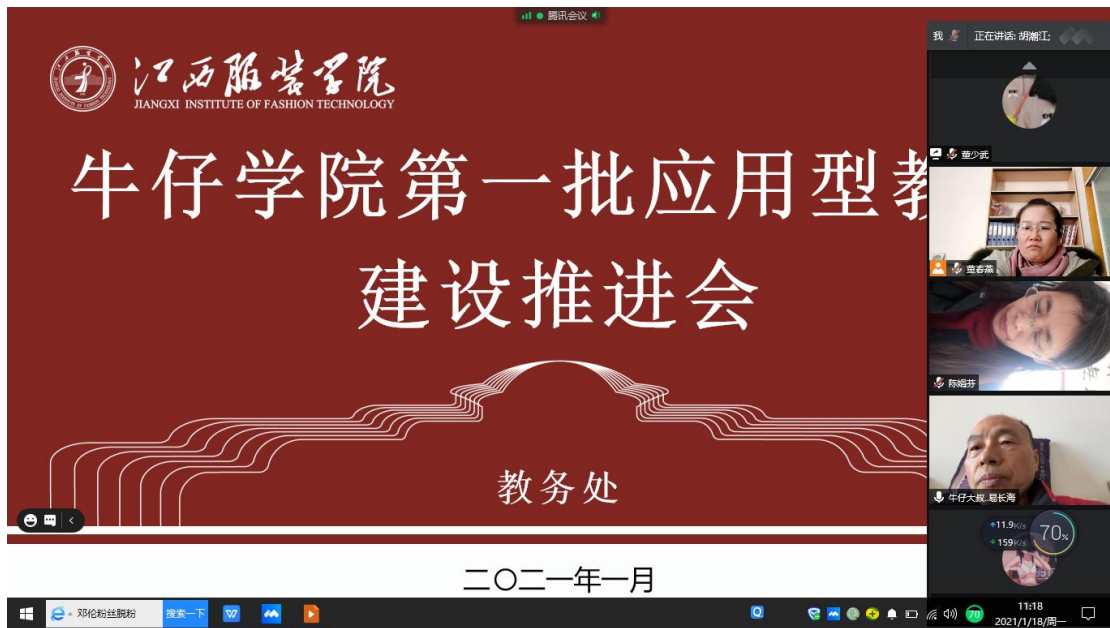 腾讯会议
我 正在讲话: 胡潮江;
江西服装学院
JIANGXI INSTITUTE OF FASHION TECHNOLOGY
牛仔学院第一批应用型教
建设推进会
教务处
二〇二一年一月
董少武
董春燕
陈娟芬
牛仔大叔..易长海
11.9K/s
159K/s
70%
邓伦粉丝脱粉
搜索一下
70
11:18
2021/1/18/周一